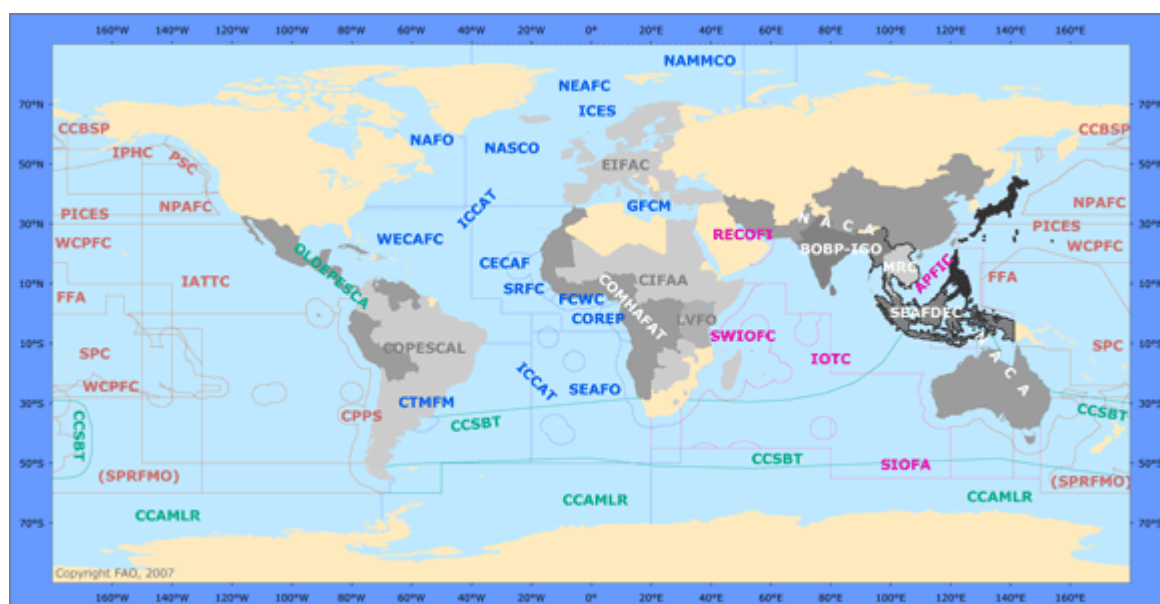 160°W 140°W 120°W 100°W 80°W 60°W 40°W 20°W 0° 20°E 40°E 60°E 80°E 100°E 120°E 140°E 160°E
NAMMCO
NEAFC
70°N 70°N
ICES
CCBSP NAFO CCBSP
IPHC PSC NASCO
EIFAC
50°N 50°N
NPAFC ICCAT GFCM NPAFC
PICES N A C A PICES
30°N 30°N
WCPFC WECAFC RECOFI BOBP-IGO WCPFC
OLDEPESCA CECAF MRC
IATTC SRFC CIFAA APFIC FFA
10°N 10°N
FFA FCWC COMHAFAT SEAFDEC
COREP LVFO
SWIOFC
SPC COPESCAL IOTC N A C A SPC
10°S 10°S
WCPFC ICCAT SEAFO
CTMFM
30°S 30°S
CCSBT CPPS CCSBT CCSBT
(SPRFMO) CCSBT SIOFA (SPRFMO)
50°S 50°S
CCAMLR CCAMLR CCAMLR
70°S 70°S
Copyright FAO, 2007
160°W 140°W 120°W 100°W 80°W 60°W 40°W 20°W 0° 20°E 40°E 60°E 80°E 100°E 120°E 140°E 160°E